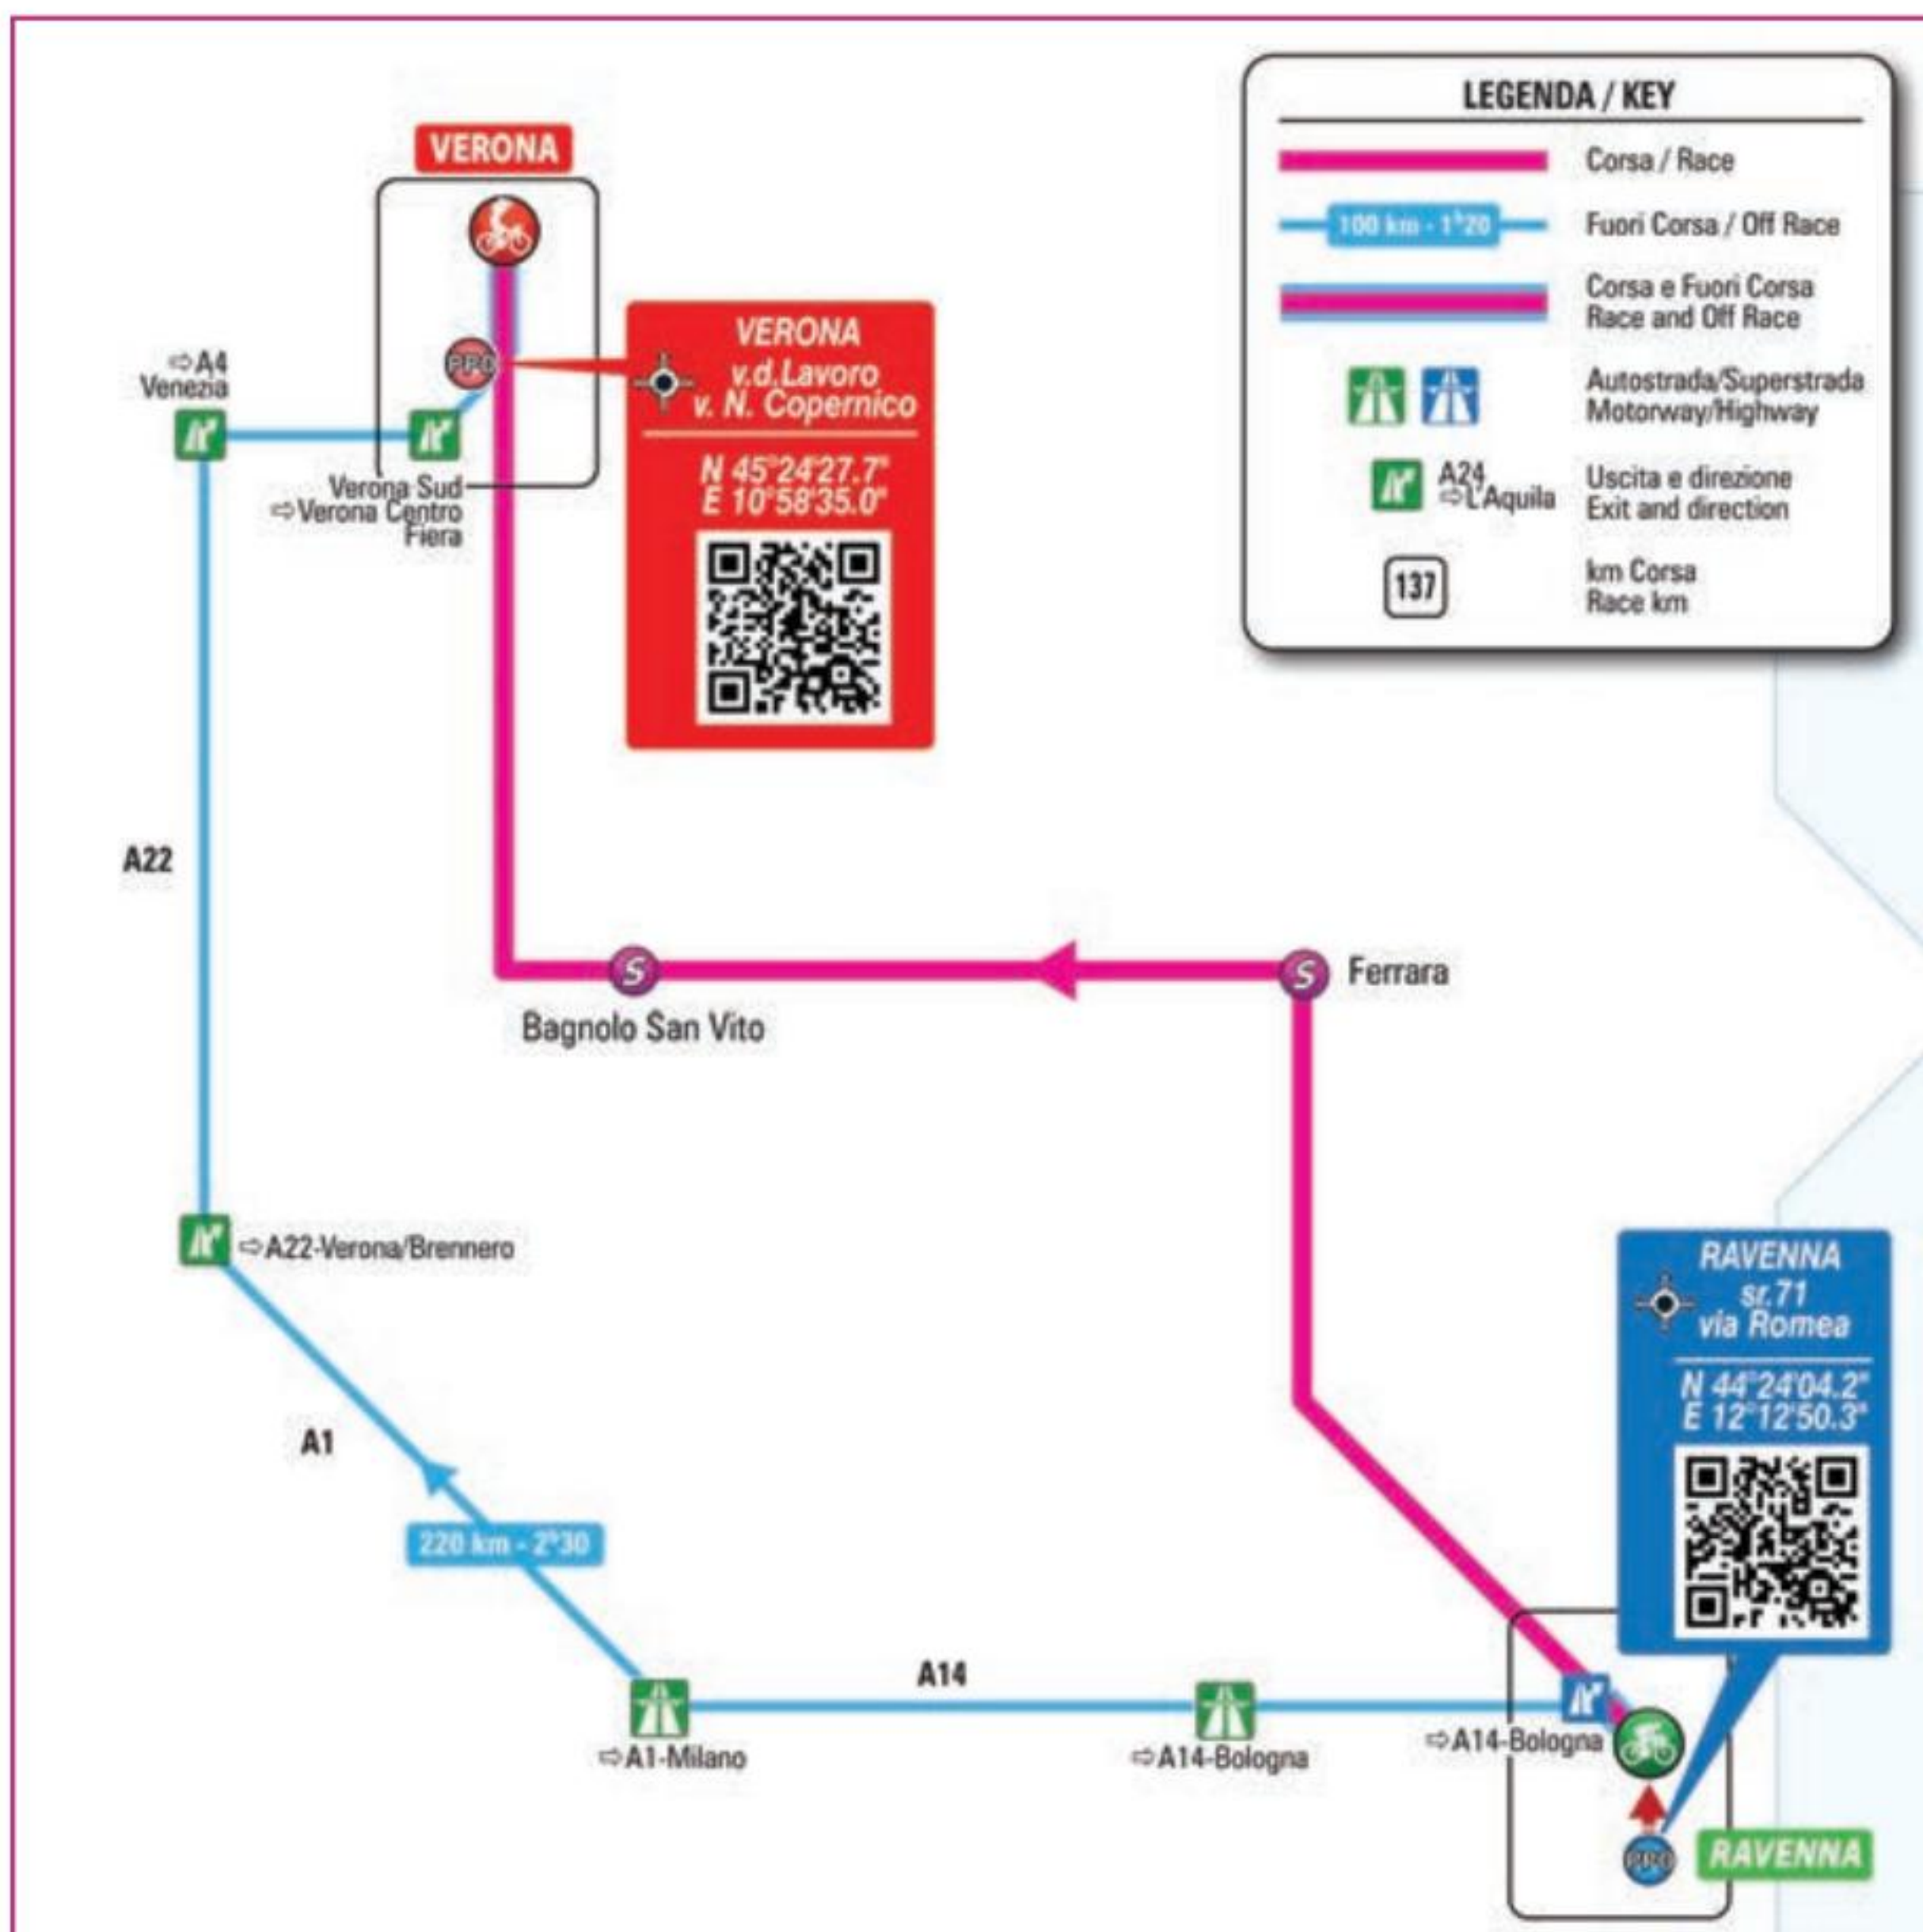 LEGENDA / KEY
Corsa / Race
100 km - 1h20
Fuori Corsa / Off Race
Corsa e Fuori Corsa
Race and Off Race
Autostrada/Superstrada
Motorway/Highway
A24
⇨L'Aquila
Uscita e direzione
Exit and direction
137
km Corsa
Race km
VERONA
PPO
VERONA
v.d.Lavoro
v. N. Copernico
N 45°24'27.7"
E 10°58'35.0"
⇨A4
Venezia
Verona Sud
⇨Verona Centro
Fiera
A22
S
Bagnolo San Vito
S
Ferrara
⇨A22-Verona/Brennero
A1
220 km - 2h30
A14
⇨A1-Milano
⇨A14-Bologna
⇨A14-Bologna
RAVENNA
sr.71
via Romea
N 44°24'04.2"
E 12°12'50.3"
PPO
RAVENNA